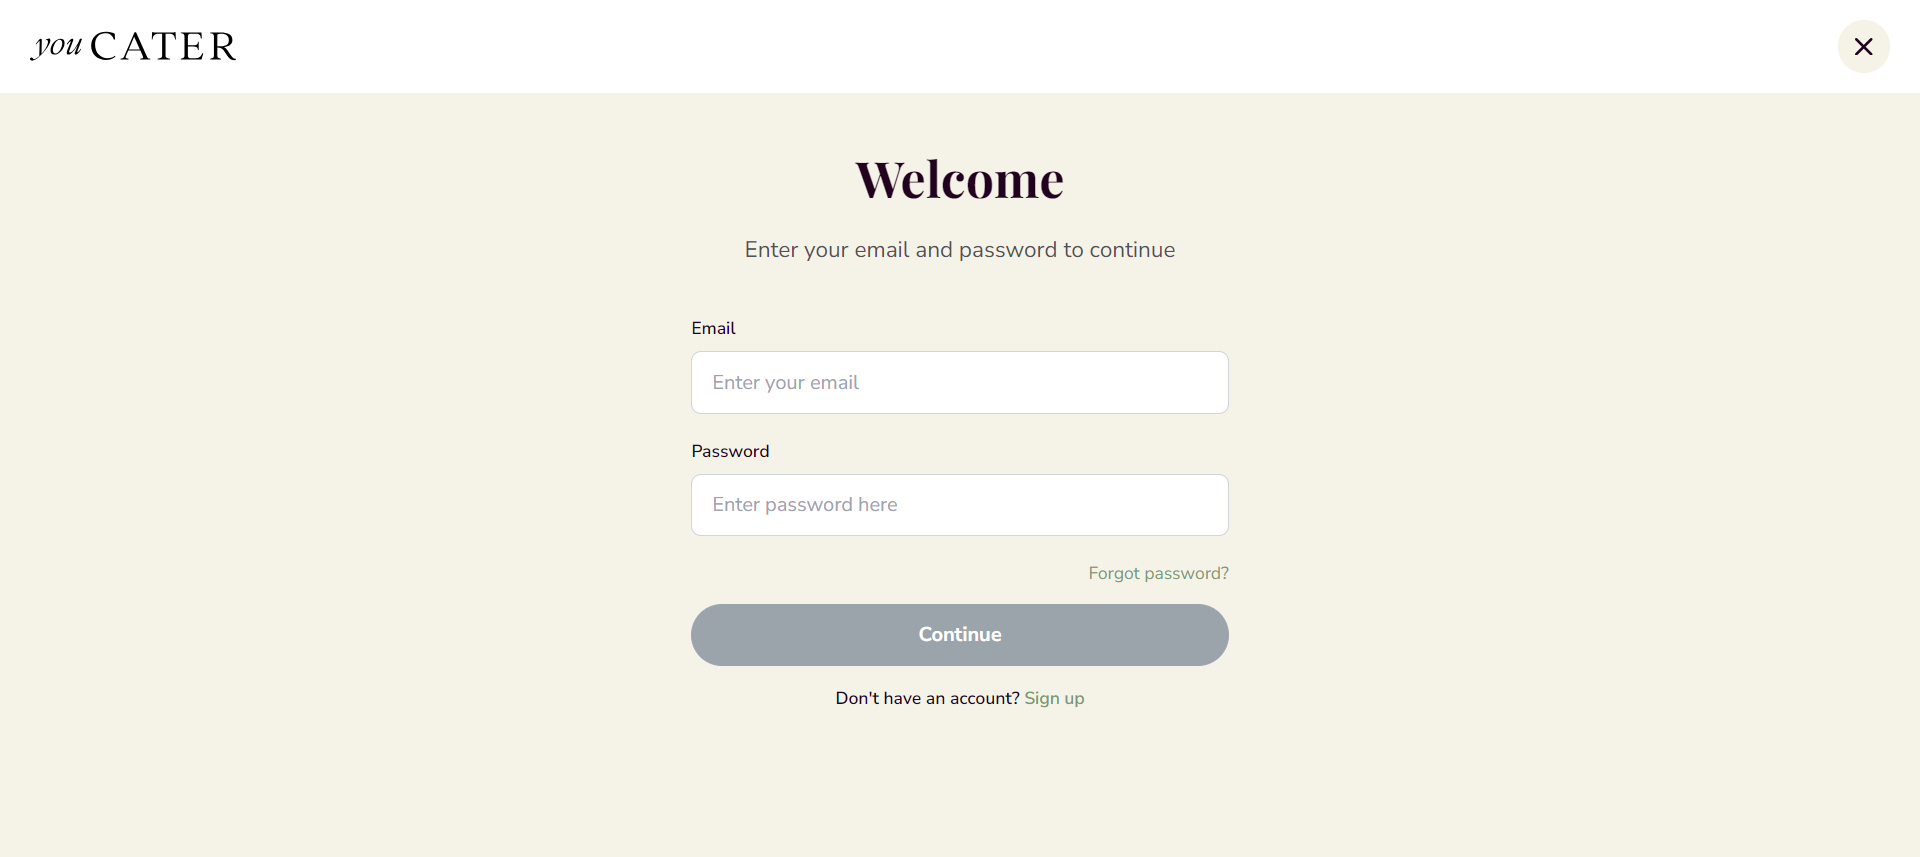 you CATER
Welcome
Enter your email and password to continue
Email
Enter your email
Password
Enter password here
Forgot password?
Continue
Don't have an account? Sign up